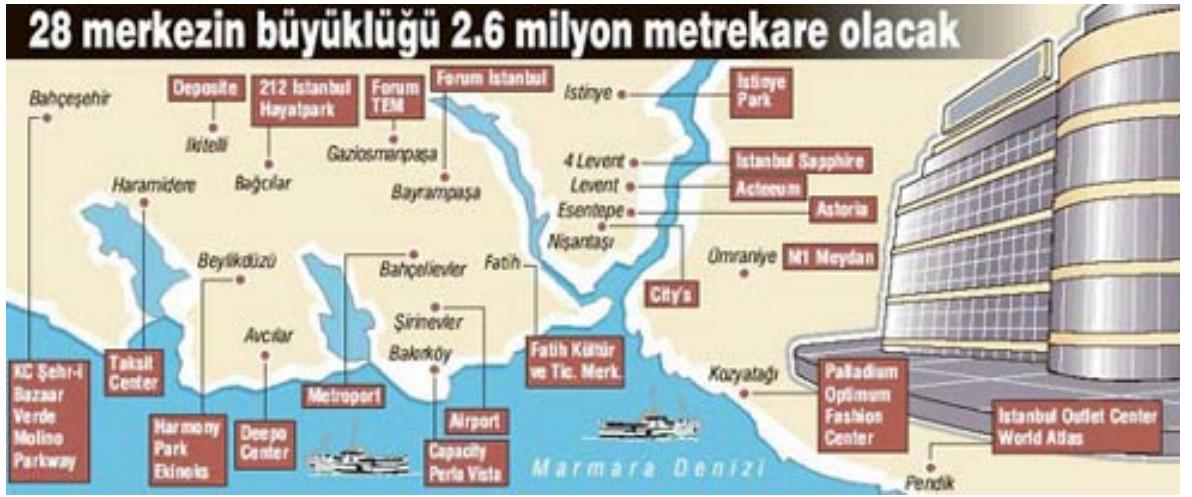 28 merkezin büyüklüğü 2.6 milyon metrekare olacak
Bahçeşehir
Deposite
212 İstanbul
Hayatpark
Forum
TEM
Forum İstanbul
İstinye
İstinye
Park
İkitelli
Bağcılar
Gaziosmanpaşa
Bayrampaşa
4 Levent
İstanbul Sapphire
Levent
Acteeum
Haramidere
Esentepe
Astoria
Nişantaşı
Beylikdüzü
Bahçelievler
Fatih
Ümraniye
M1 Meydan
City's
Şirinevler
Avcılar
Bakırköy
Kozyatağı
KC Şehr-i
Bazaar
Verde
Molino
Parkway
Taksit
Center
Harmony
Park
Ekinoks
Deepo
Center
Metroport
Airport
Capacity
Perla Vista
Fatih Kültür
ve Tic. Merk.
Palladium
Optimum
Fashion
Center
İstanbul Outlet Center
World Atlas
Marmara Denizi
Pendik